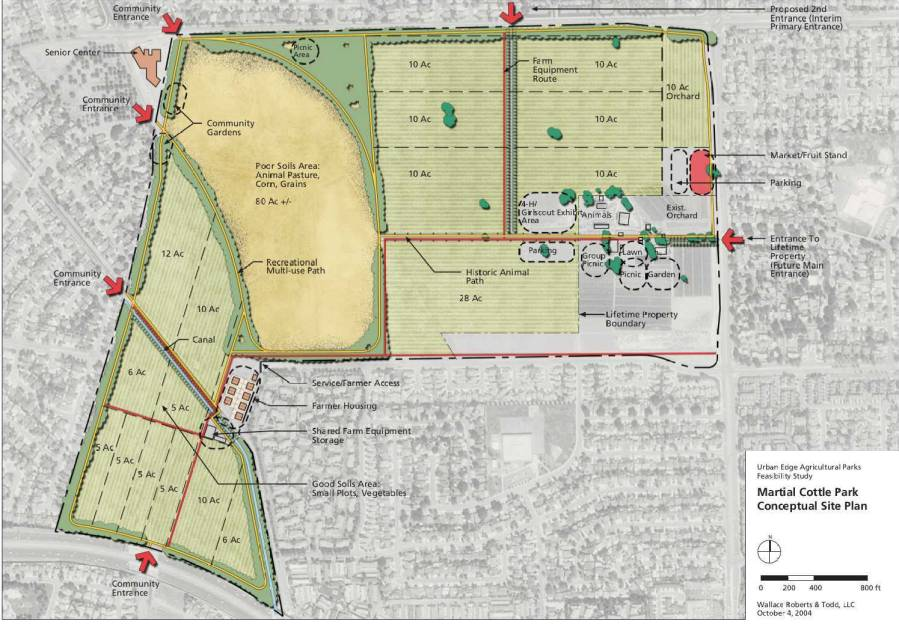 Community
Entrance
Proposed 2nd
Entrance (Interim
Primary Entrance)
Senior Center
Picnic
Area
Farm
Equipment
Route
10 Ac
10 Ac
10 Ac
Orchard
Community
Entrance
Community
Gardens
10 Ac
10 Ac
Market/Fruit Stand
Poor Soils Area:
Animal Pasture,
Corn, Grains
80 Ac +/-
10 Ac
10 Ac
Parking
4-H/
Girlscout Exhibit
Area
Animals
Exist.
Orchard
12 Ac
Parking
Group
Picnic
Lawn
Picnic
Garden
Entrance To
Lifetime
Property
(Future Main
Entrance)
Community
Entrance
Recreational
Multi-use Path
Historic Animal
Path
28 Ac
10 Ac
Lifetime Property
Boundary
Canal
6 Ac
Service/Farmer Access
5 Ac
Farmer Housing
Shared Farm Equipment
Storage
5 Ac
5 Ac
5 Ac
5 Ac
10 Ac
Good Soils Area:
Small Plots, Vegetables
6 Ac
Community
Entrance
Urban Edge Agricultural Parks
Feasibility Study
Martial Cottle Park
Conceptual Site Plan
N
0 200 400 800 ft
Wallace Roberts & Todd, LLC
October 4, 2004